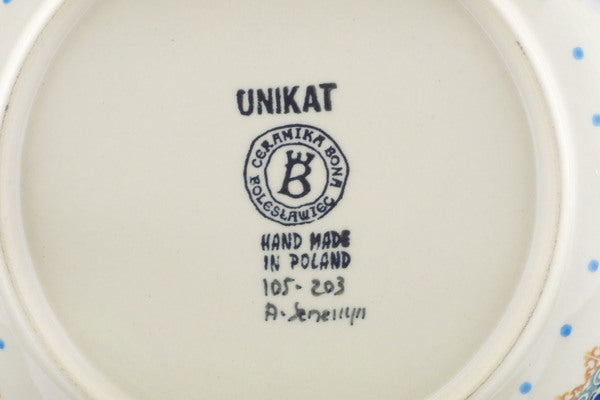 UNIKAT
CERAMIKA BONA
B
BOLESŁAWIEC
HAND MADE
IN POLAND
105-203